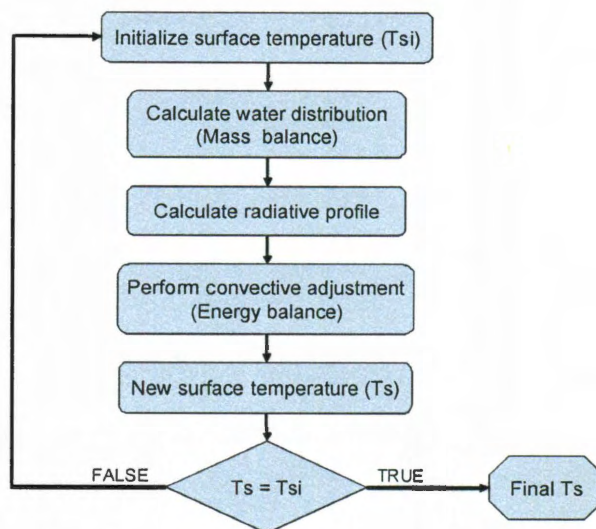 Initialize surface temperature (Tsi)
Calculate water distribution
(Mass balance)
Calculate radiative profile
Perform convective adjustment
(Energy balance)
New surface temperature (Ts)
FALSE
Ts = Tsi
TRUE
Final Ts